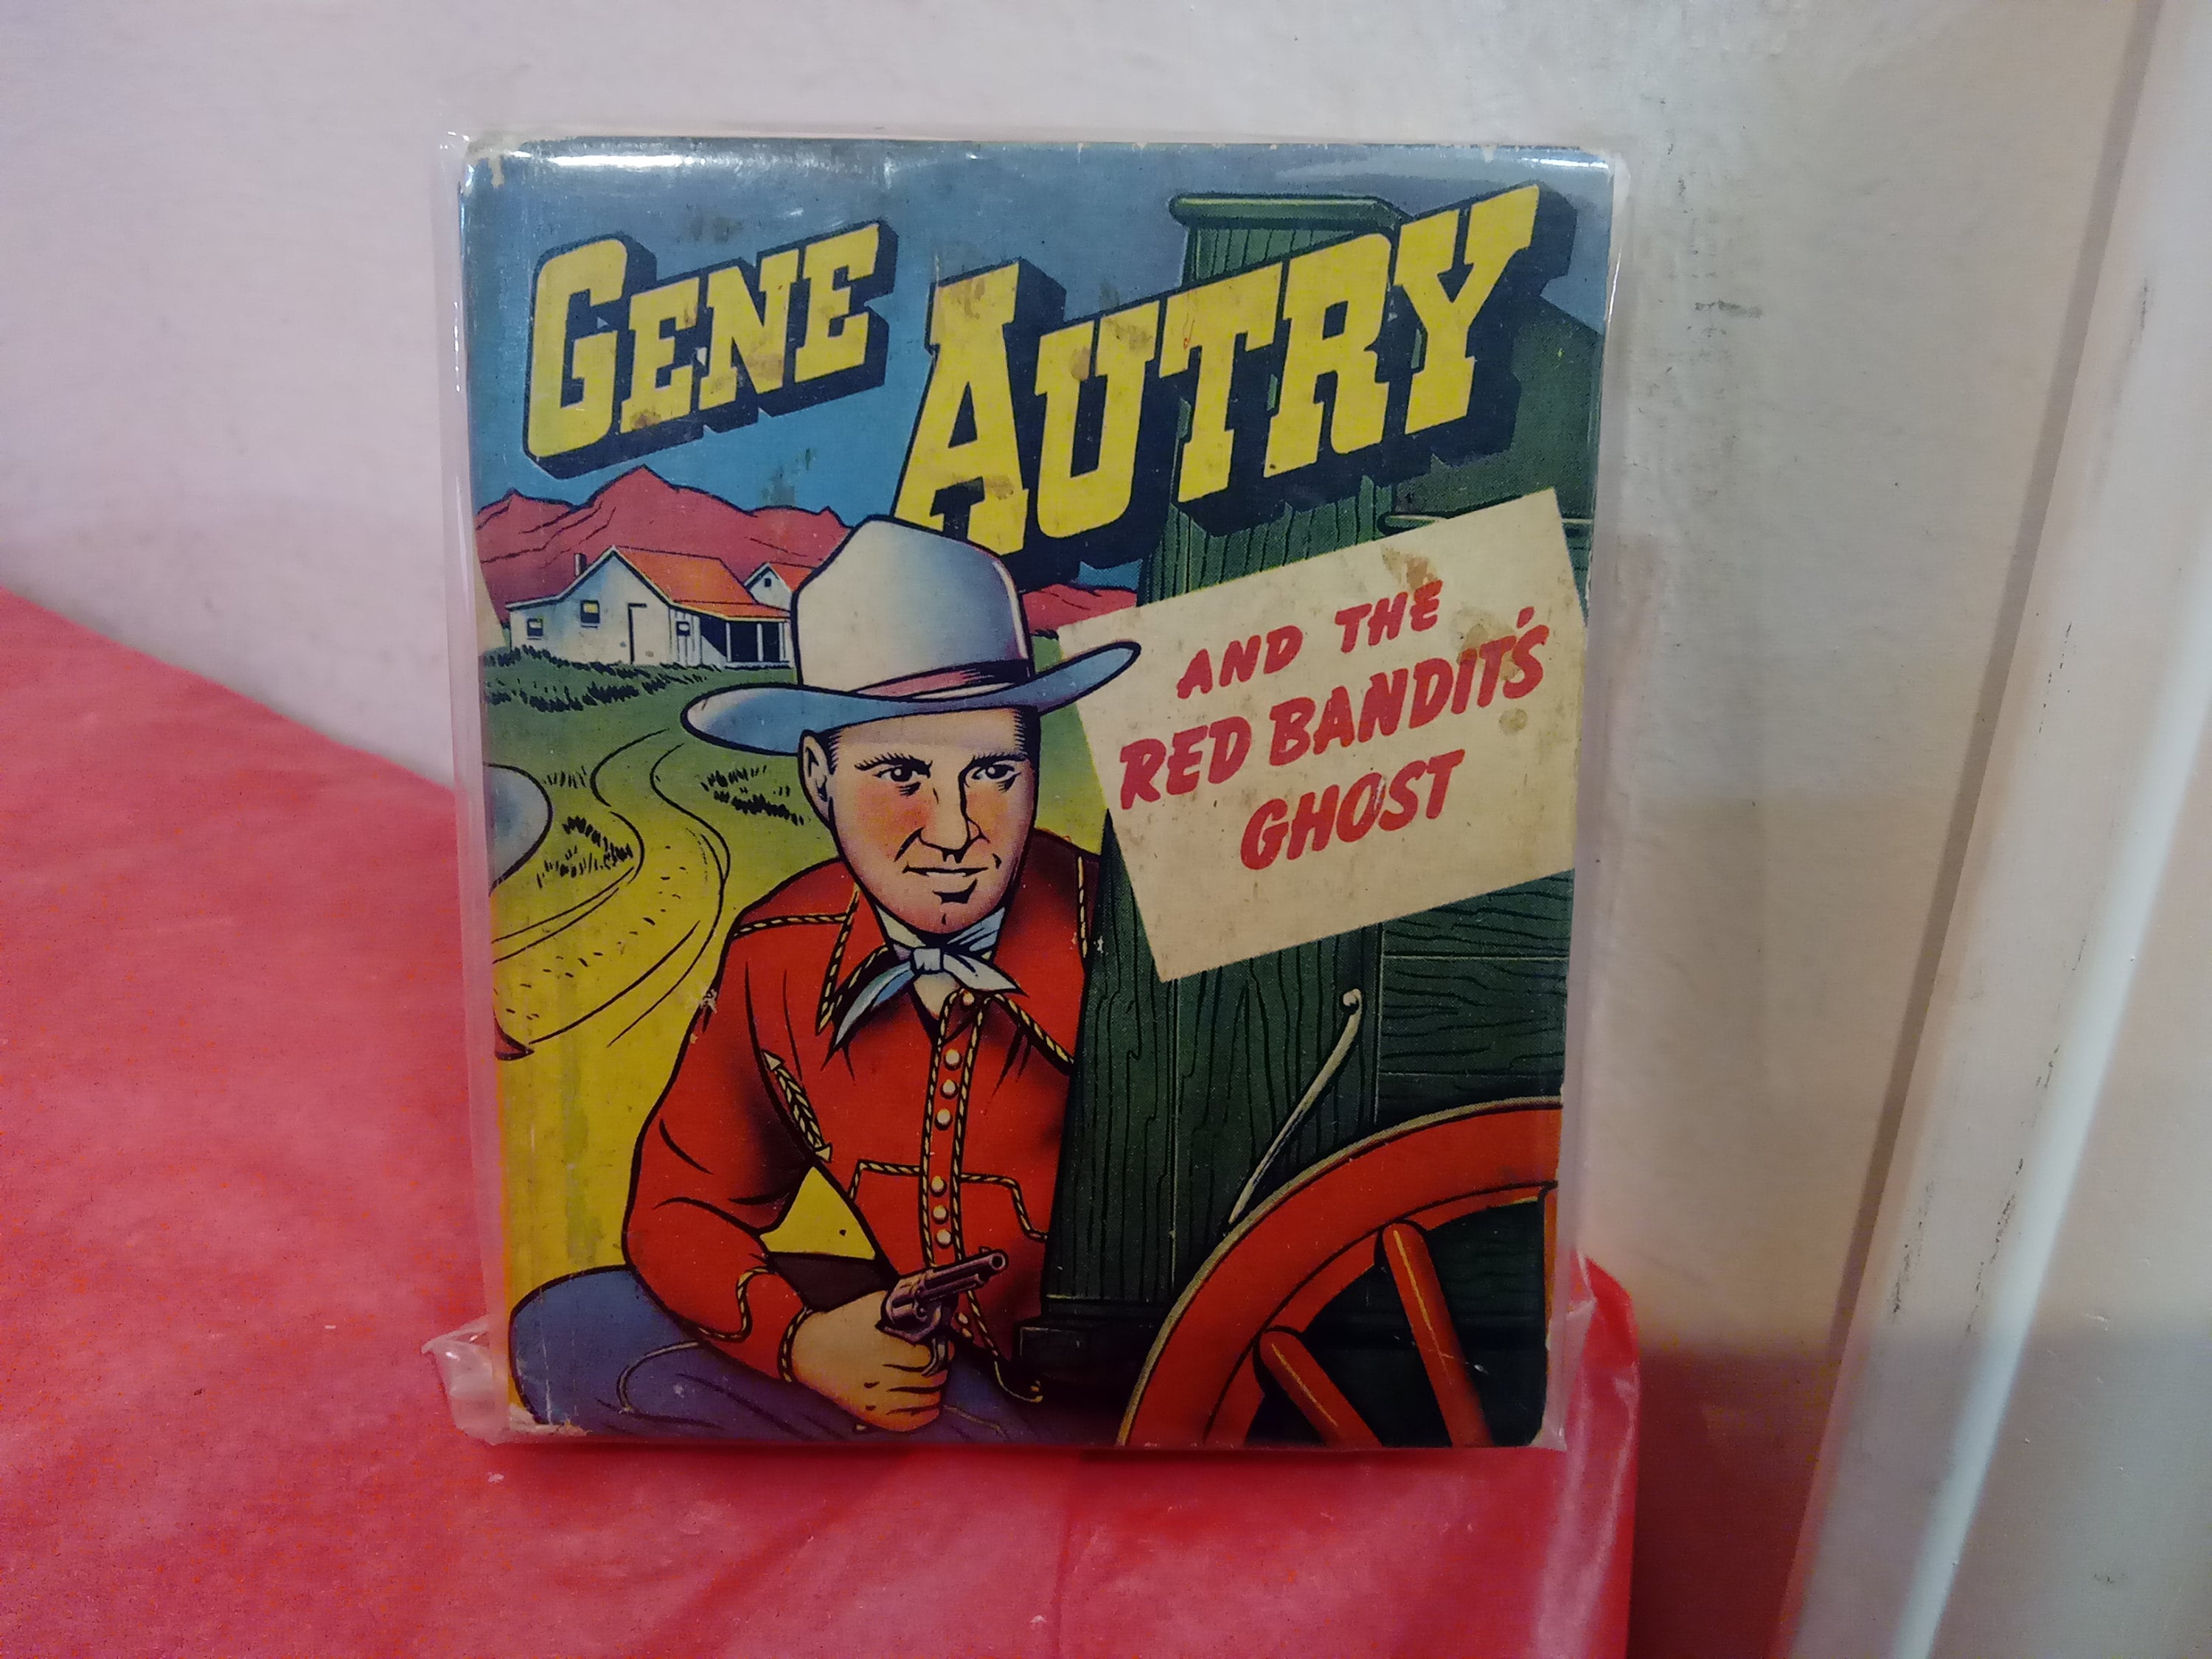 GENE AUTRY
AND THE
RED BANDIT'S
GHOST